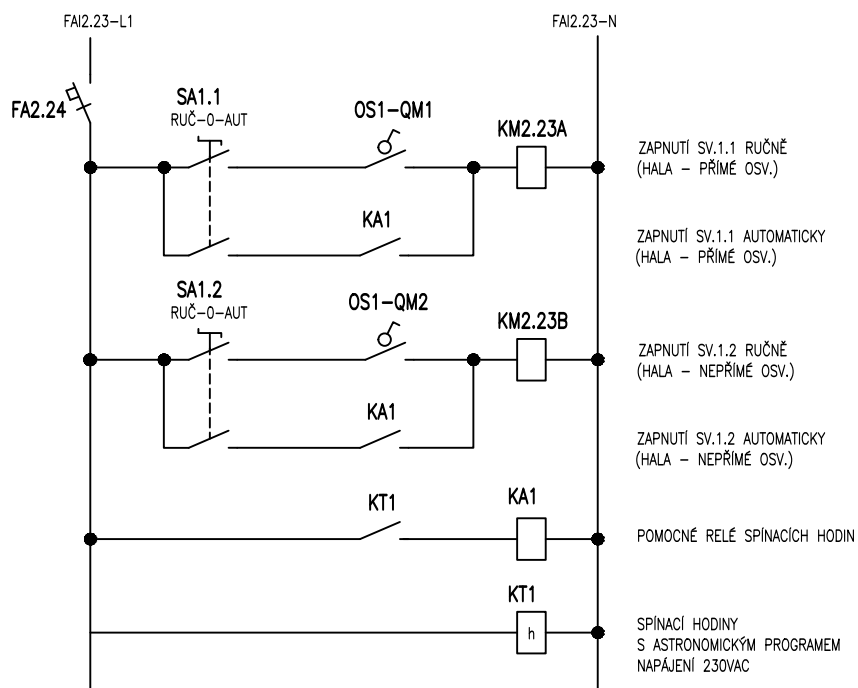 FAI2.23-L1
FAI2.23-N
FA2.24
SA1.1
RUČ-0-AUT
OS1-QM1
KM2.23A
ZAPNUTÍ SV.1.1 RUČNĚ
(HALA - PŘÍMÉ OSV.)
KA1
ZAPNUTÍ SV.1.1 AUTOMATICKY
(HALA - PŘÍMÉ OSV.)
SA1.2
RUČ-0-AUT
OS1-QM2
KM2.23B
ZAPNUTÍ SV.1.2 RUČNĚ
(HALA - NEPŘÍMÉ OSV.)
KA1
ZAPNUTÍ SV.1.2 AUTOMATICKY
(HALA - NEPŘÍMÉ OSV.)
KT1
KA1
POMOCNÉ RELÉ SPÍNACÍCH HODIN
KT1
h
SPÍNACÍ HODINY
S ASTRONOMICKÝM PROGRAMEM
NAPÁJENÍ 230VAC